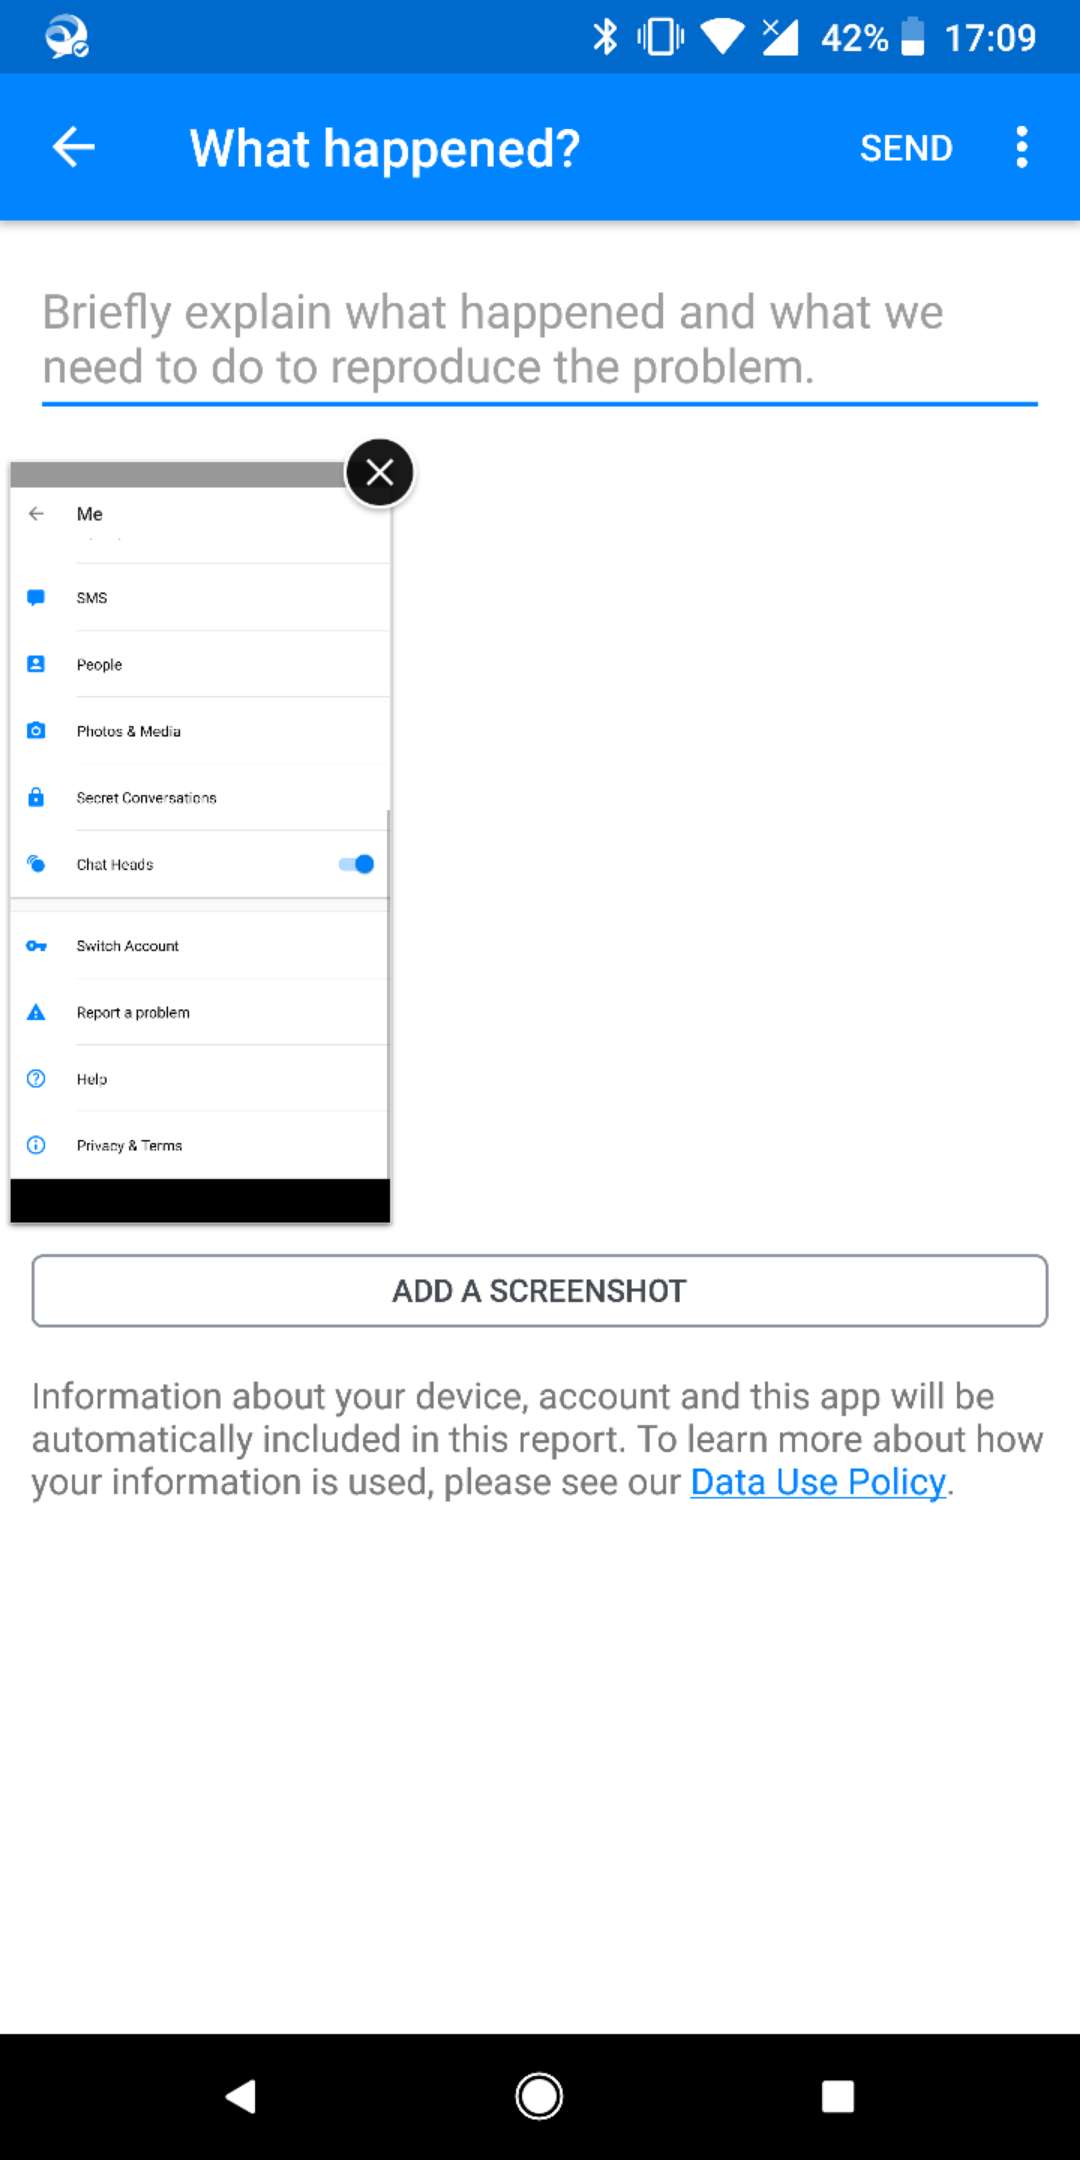 42% 17:09
What happened? SEND
Briefly explain what happened and what we
need to do to reproduce the problem.
Me
SMS
People
Photos & Media
Secret Conversations
Chat Heads
Switch Account
Report a problem
Help
Privacy & Terms
ADD A SCREENSHOT
Information about your device, account and this app will be
automatically included in this report. To learn more about how
your information is used, please see our Data Use Policy.